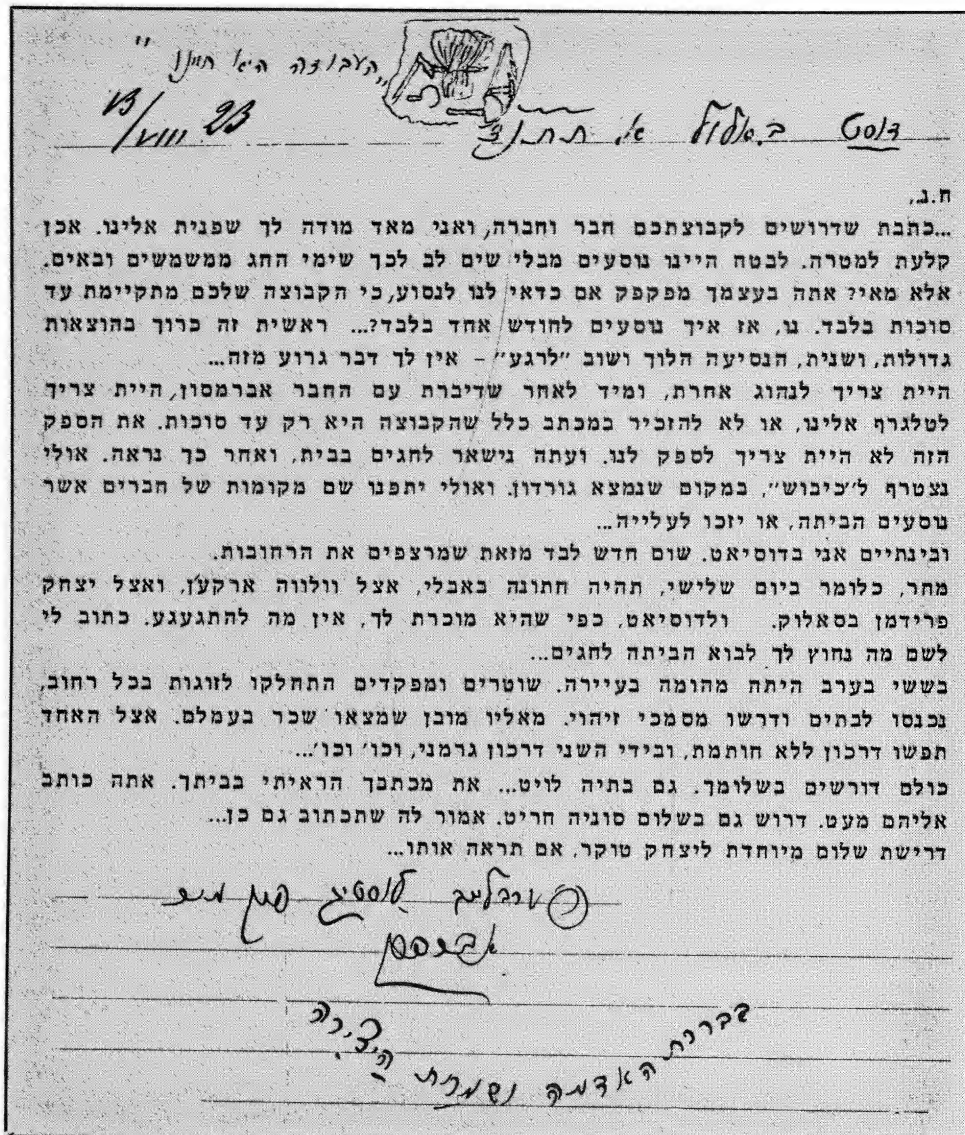 "העבודה היא חיינו"
13/VIII 23
דוסט ב. אלול א. תתנ"צ
ח.נ.,
...כתבת שדרושים לקבוצתכם חבר וחברה, ואני מאד מודה לך שפנית אלינו. אכן
קלעת למטרה. לבטח היינו נוסעים מבלי שים לב לכך שימי החג ממשמשים ובאים.
אלא מאי? אתה בעצמך מפקפק אם כדאי לנו לנסוע, כי הקבוצה שלכם מתקיימת עד
סוכות בלבד. נו, אז איך נוסעים לחודש אחד בלבד?... ראשית זה כרוך בהוצאות
גדולות, ושנית, הנסיעה הלוך ושוב "לרגע" – אין לך דבר גרוע מזה...
היית צריך לנהוג אחרת, ומיד לאחר שדיברת עם החבר אברמסון, היית צריך
לטלגרף אלינו, או לא להזכיר במכתב כלל שהקבוצה היא רק עד סוכות. את הספק
הזה לא היית צריך לספק לנו. ועתה נישאר לחגים בבית, ואחר כך נראה. אולי
נצטרף ל"כיבוש", במקום שנמצא גורדון. ואולי יתפנו שם מקומות של חברים אשר
נוסעים הביתה, או יזכו לעלייה...
ובינתיים אני בדוסיאט. שום חדש לבד מזאת שמרצפים את הרחובות.
מחר, כלומר ביום שלישי, תהיה חתונה באבלי, אצל וולווה ארקען, ואצל יצחק
פרידמן בסאלוק. ולדוסיאט, כפי שהיא מוכרת לך, אין מה להתגעגע. כתוב לי
לשם מה נחוץ לך לבוא הביתה לחגים...
בששי בערב היתה מהומה בעיירה. שוטרים ומפקדים התחלקו לזוגות בכל רחוב,
נכנסו לבתים ודרשו מסמכי זיהוי. מאליו מובן שמצאו שכר בעמלם. אצל האחד
תפשו דרכון ללא חותמת, ובידי השני דרכון גרמני, וכו' וכו'...
כולם דורשים בשלומך. גם בתיה לויט... את מכתבך הראיתי בביתך. אתה כותב
אליהם מעט. דרוש גם בשלום סוניה חריט. אמור לה שתכתוב גם כן...
דרישת שלום מיוחדת ליצחק טוקר, אם תראה אותו...
ערבלייב לוסטיג פון מיר
בברכת האדמה נשמרת היצירה